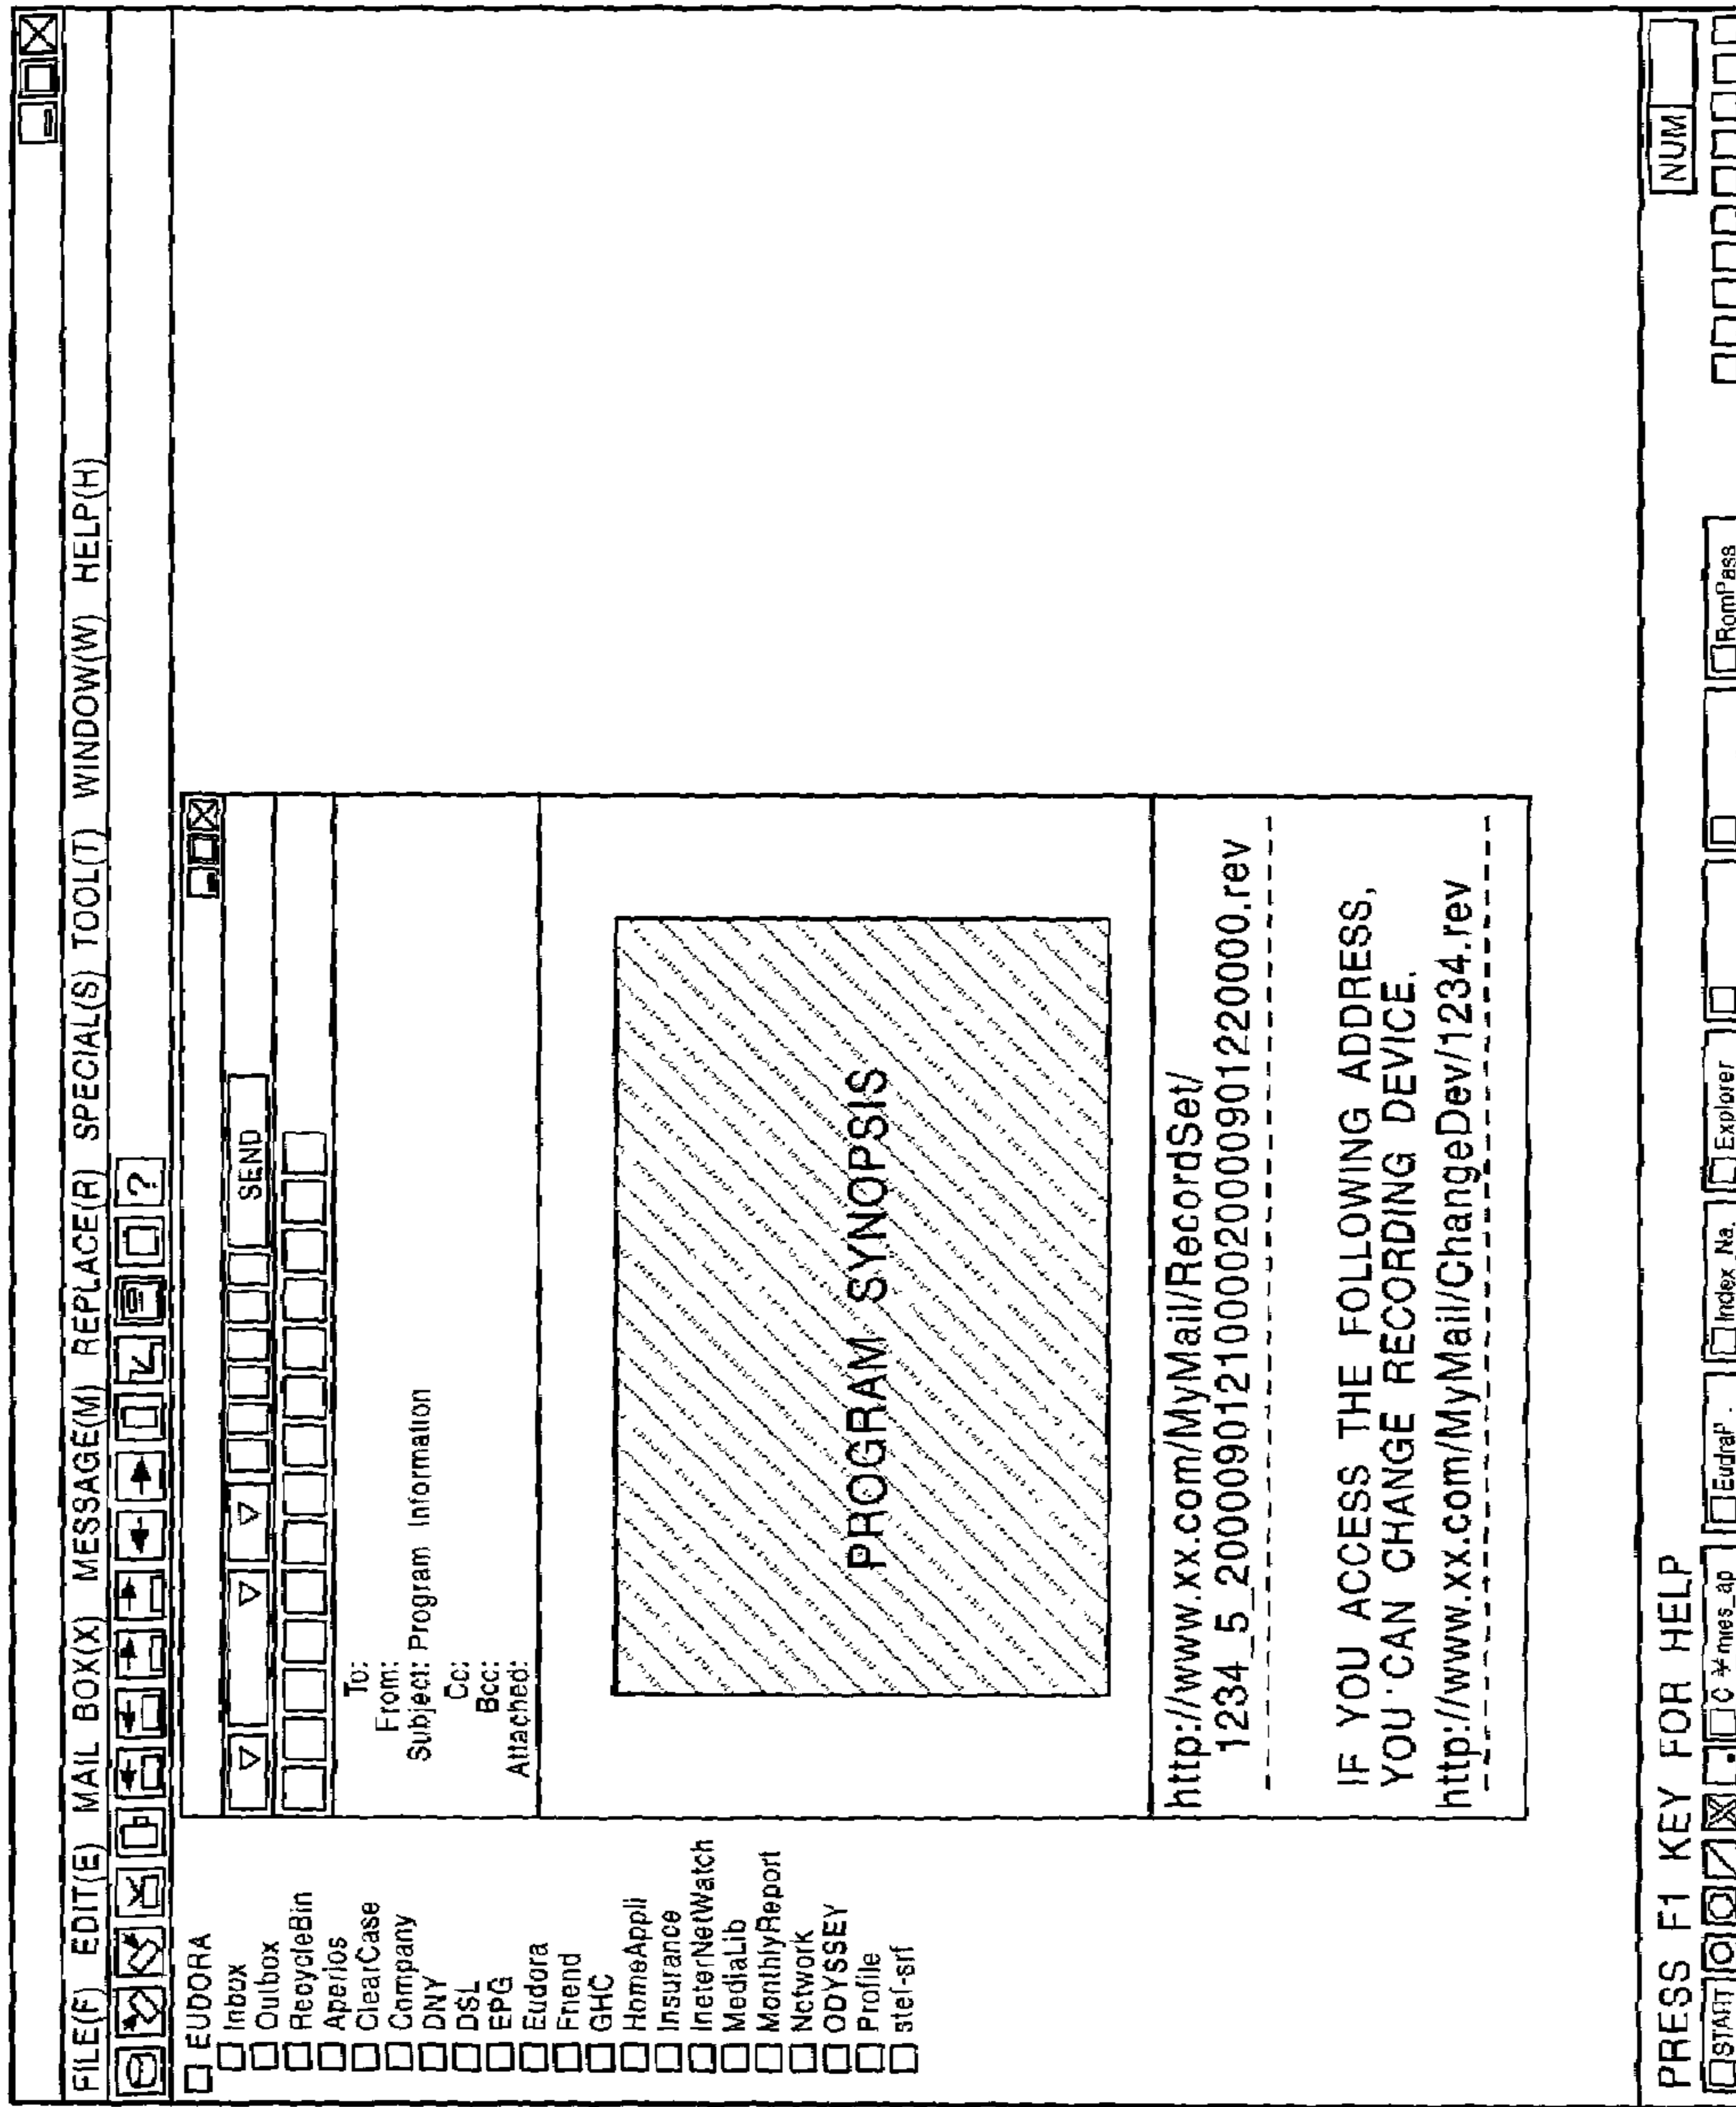 FILE(F) EDIT(E) MAIL BOX(X) MESSAGE(M) REPLACE(R) SPECIAL(S) TOOL(T) WINDOW(W) HELP(H)
?
EUDORA
Inbox
Outbox
RecycleBin
Aperios
ClearCase
Company
DNY
DSL
EPG
Eudora
Friend
GHC
HomeAppli
Insurance
IneterNetWatch
MediaLib
MonthlyReport
Network
ODYSSEY
Profile
stef-srf
SEND
To:
From:
Subject: Program Information
Cc:
Bcc:
Attached:
PROGRAM SYNOPSIS
http://www.xx.com/MyMail/RecordSet/
1234_5_20000901210000200009012200​00.rev
IF YOU ACCESS THE FOLLOWING ADDRESS,
YOU CAN CHANGE RECORDING DEVICE.
http://www.xx.com/MyMail/ChangeDev/1234.rev
PRESS F1 KEY FOR HELP
NUM
START
Index_Na.
Explorer
RomPass